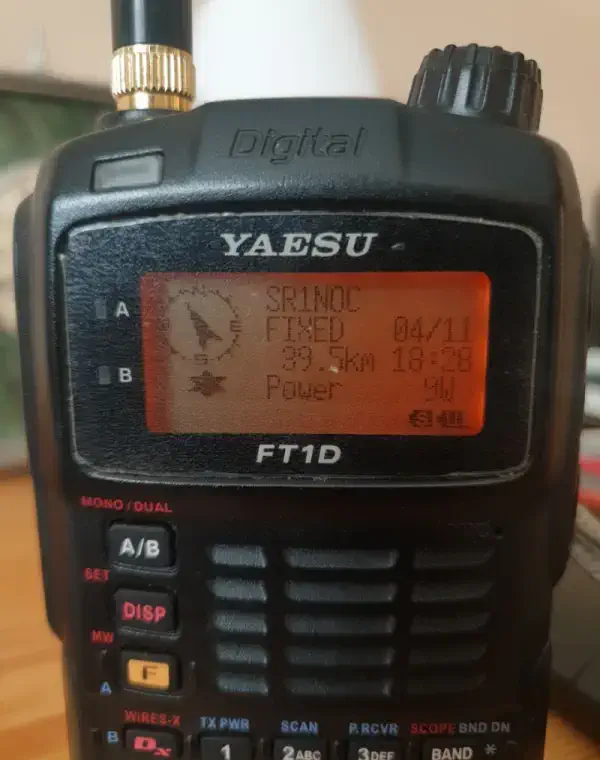 Digital
YAESU
A
B
SR1NOC
FIXED 04/11
39.5km 18:28
Power 9W
E
S
FT1D
MONO/DUAL
A/B
SET
DISP
MW
F
A
WIRES-X TX PWR SCAN P.RCVR SCOPE BND DN
B Dx 1 2ABC 3DEF BAND *